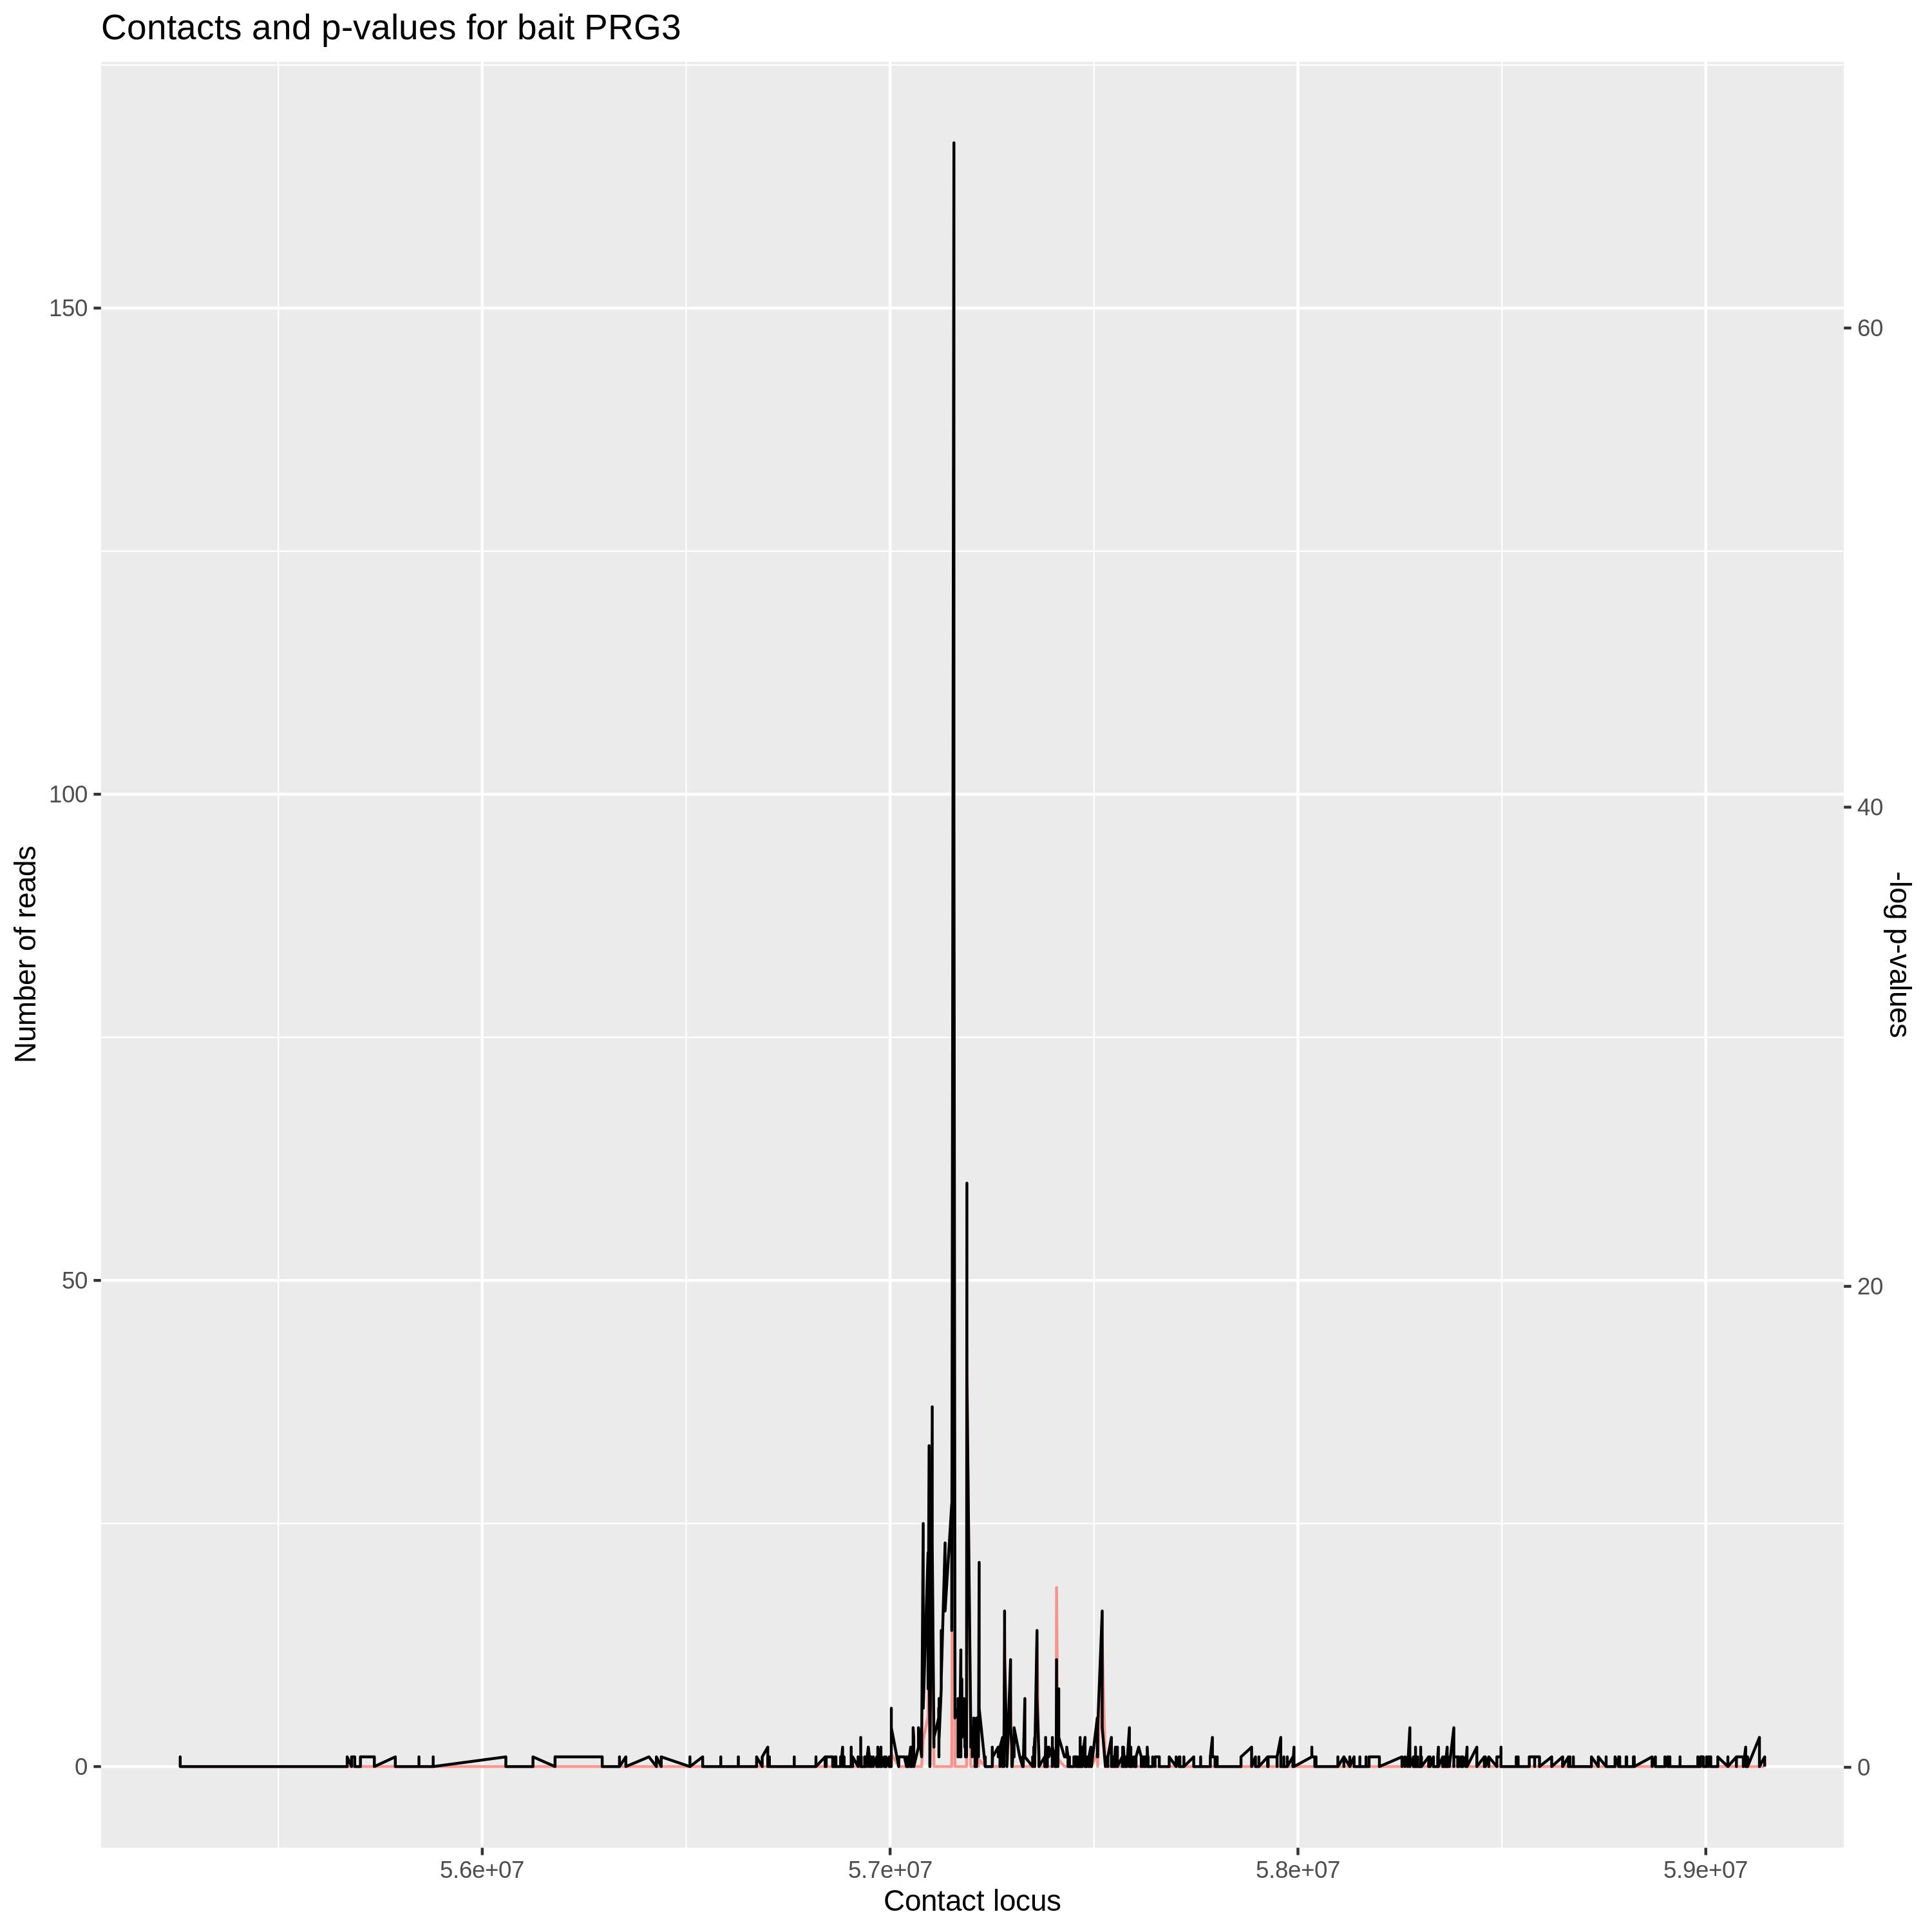 Contacts and p-values for bait PRG3
150
100
50
0
Number of reads
60
40
20
0
-log p-values
5.6e+07
5.7e+07
5.8e+07
5.9e+07
Contact locus